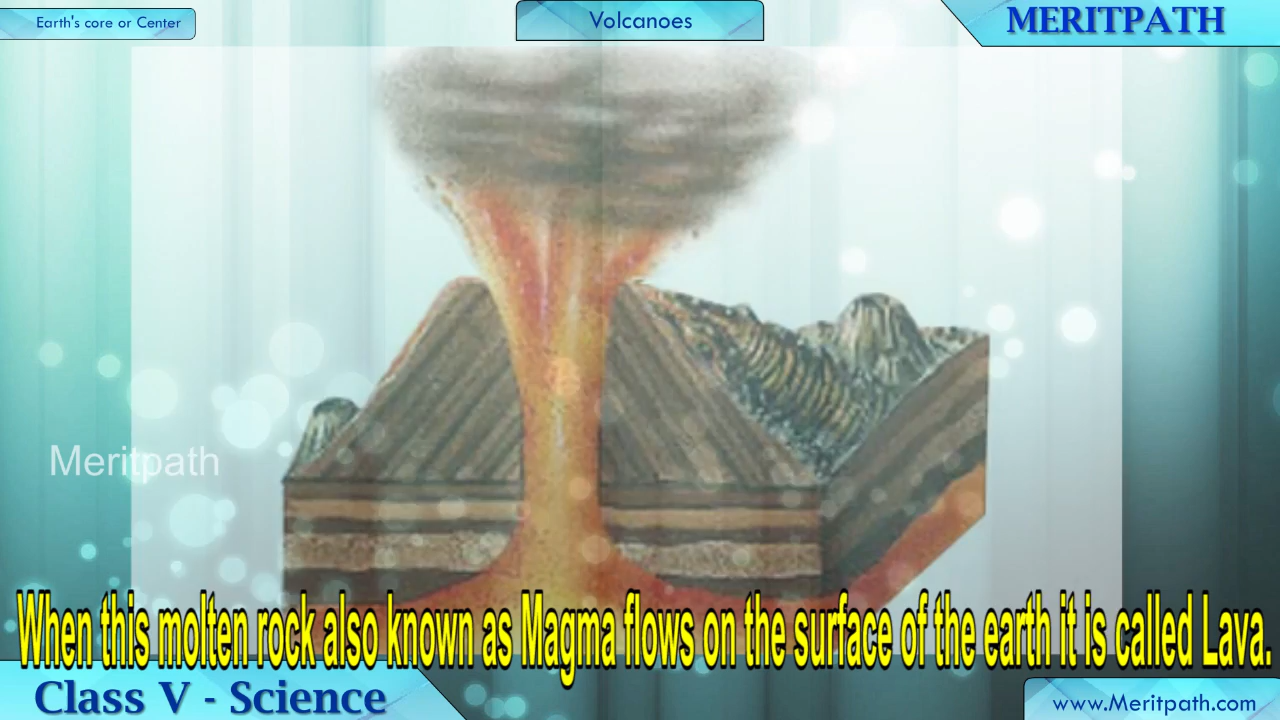 Earth's core or Center
Volcanoes
MERITPATH
Meritpath
When this molten rock also known as Magma flows on the surface of the earth it is called Lava.
Class V - Science
www.Meritpath.com